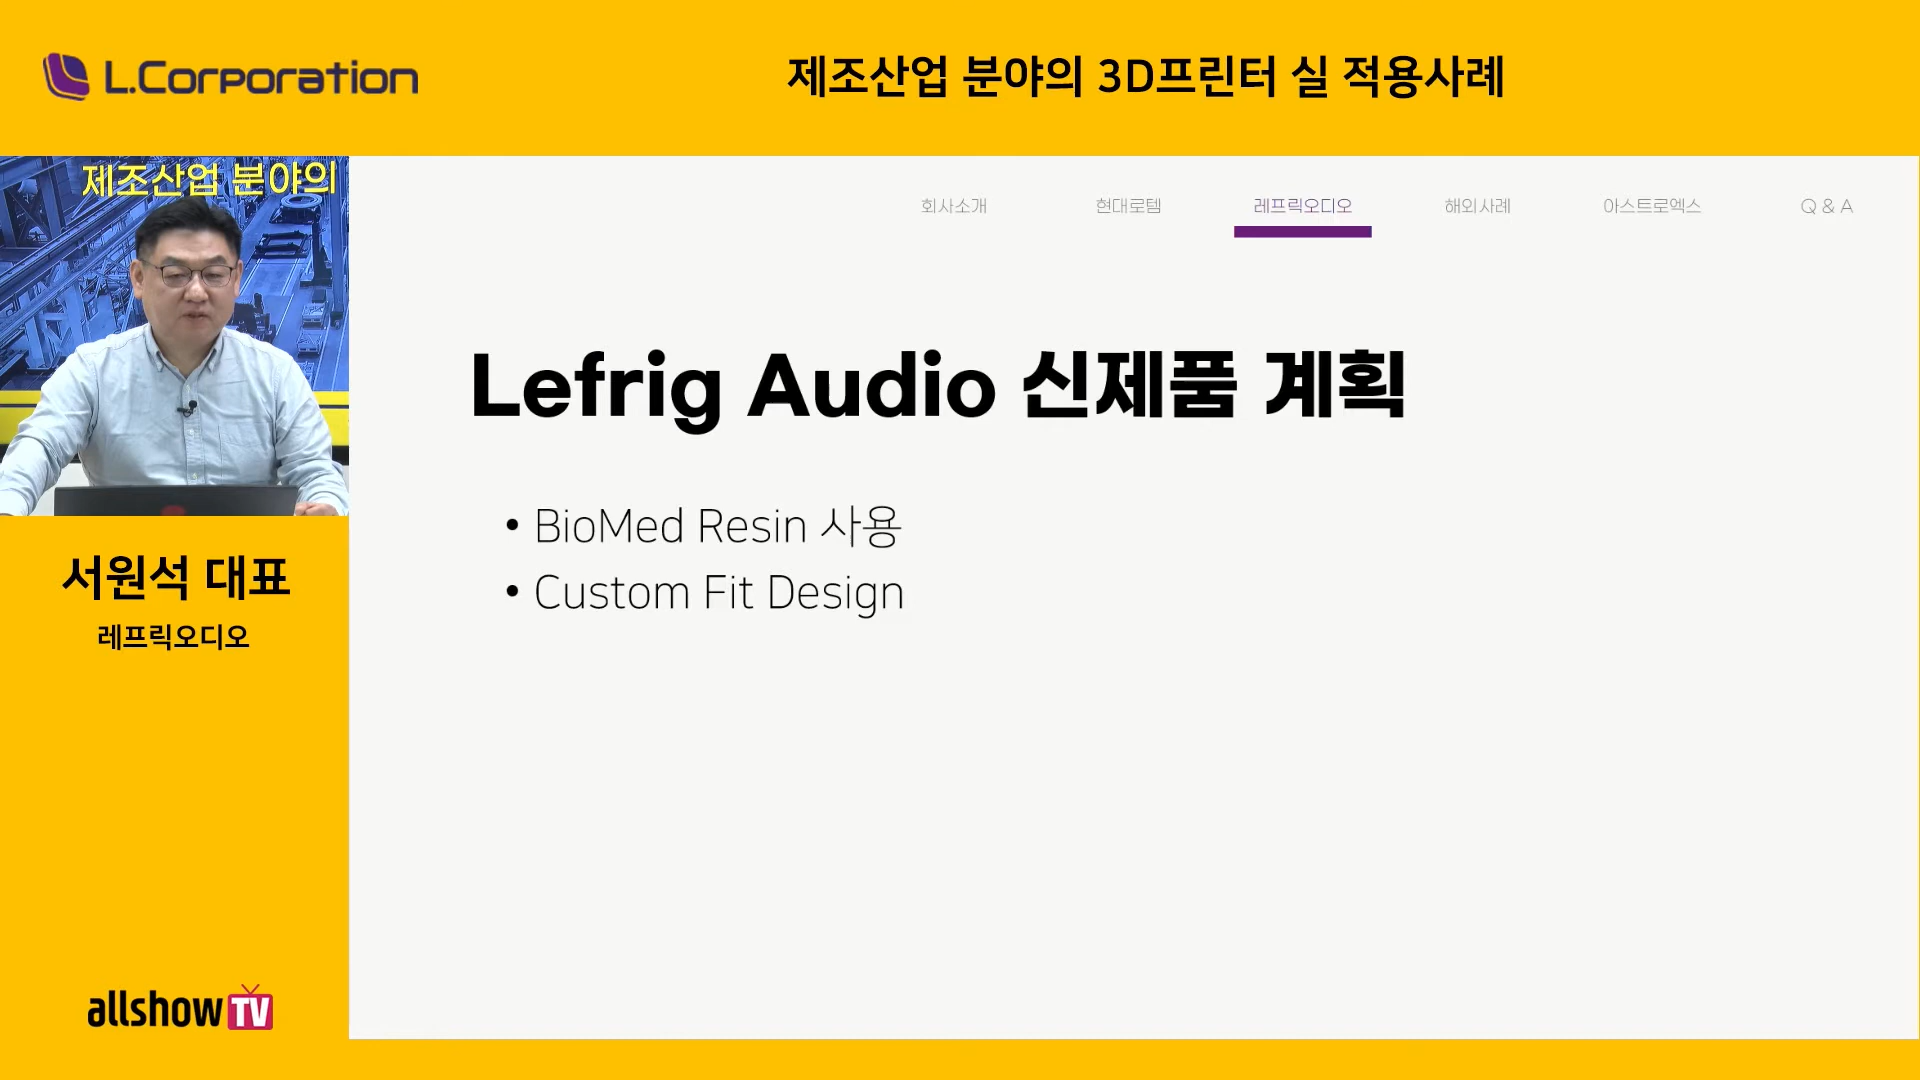 L.Corporation
제조산업 분야의 3D프린터 실 적용사례
제조산업 분야의
회사소개
현대로템
레프릭오디오
해외사례
아스트로엑스
Q & A
Lefrig Audio 신제품 계획
• BioMed Resin 사용
• Custom Fit Design
서원석 대표
레프릭오디오
allshowTV